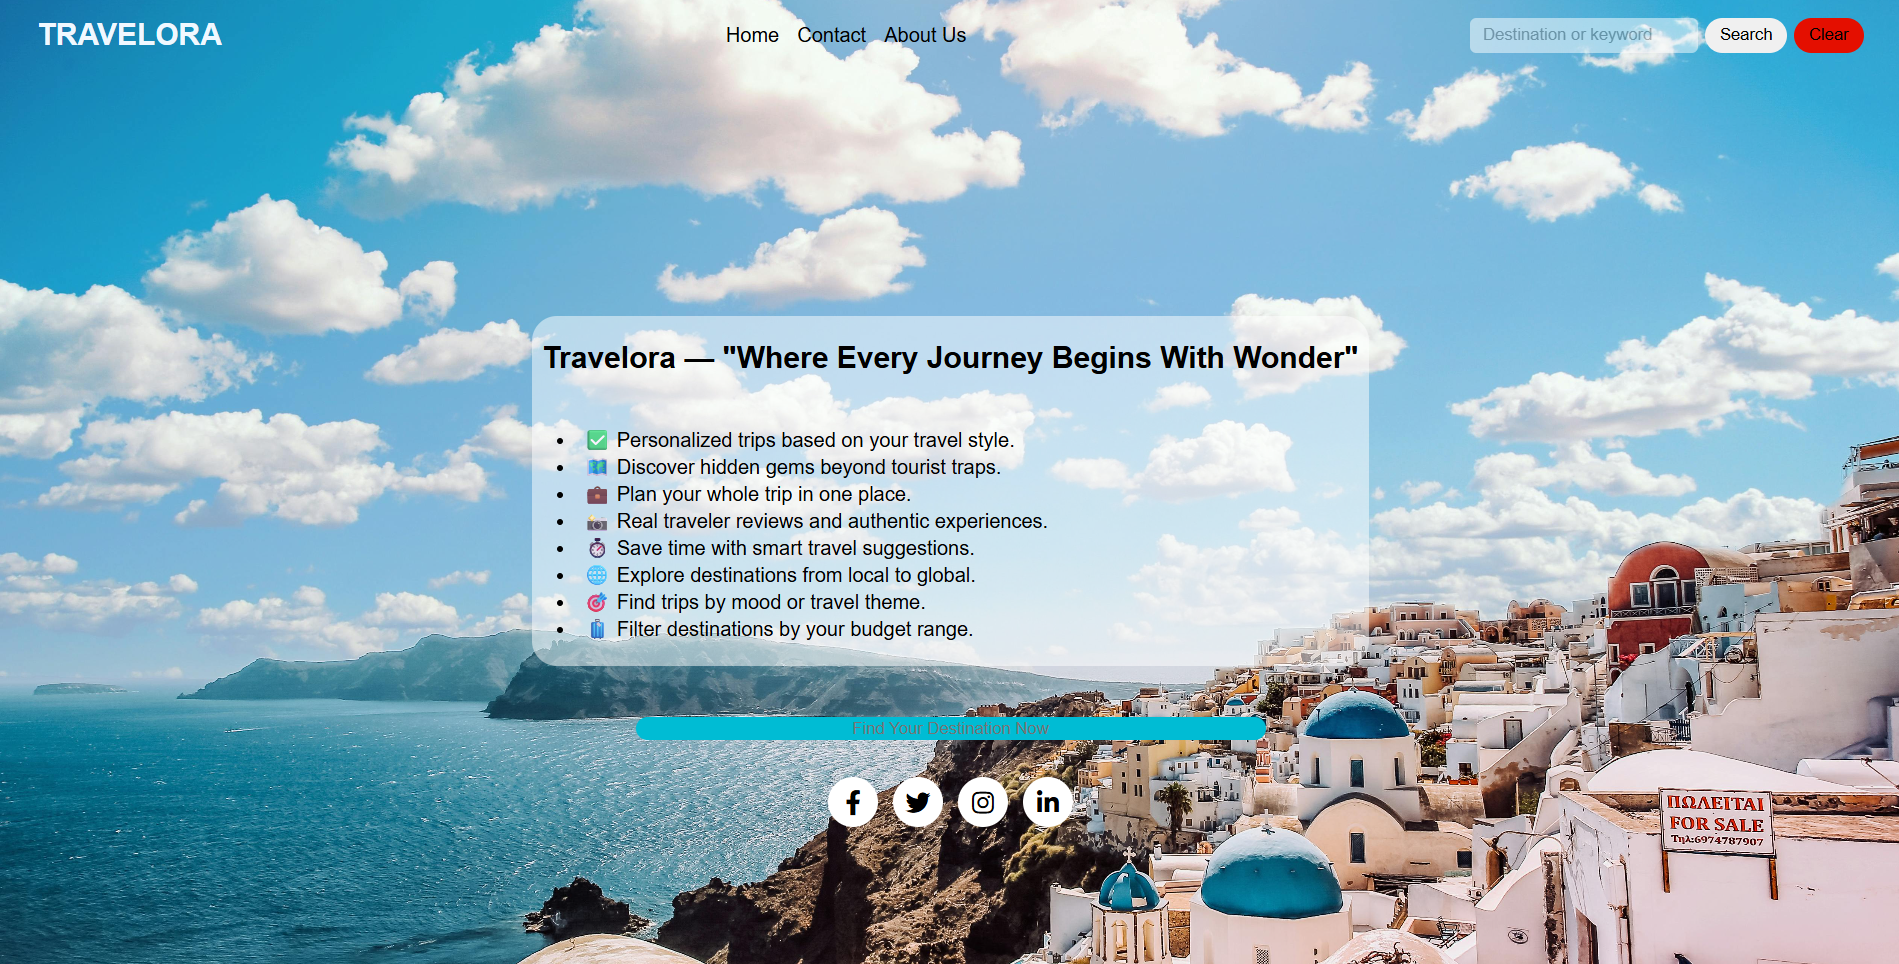 TRAVELORA
Home Contact About Us
Destination or keyword Search Clear
Travelora — "Where Every Journey Begins With Wonder"
• ✅ Personalized trips based on your travel style.
• 🗺️ Discover hidden gems beyond tourist traps.
• 💼 Plan your whole trip in one place.
• 📸 Real traveler reviews and authentic experiences.
• ⏱️ Save time with smart travel suggestions.
• 🌐 Explore destinations from local to global.
• 🎯 Find trips by mood or travel theme.
• 🧳 Filter destinations by your budget range.
Find Your Destination Now
ΠΩΛΕΙΤΑΙ
FOR SALE
Τηλ:6974787907